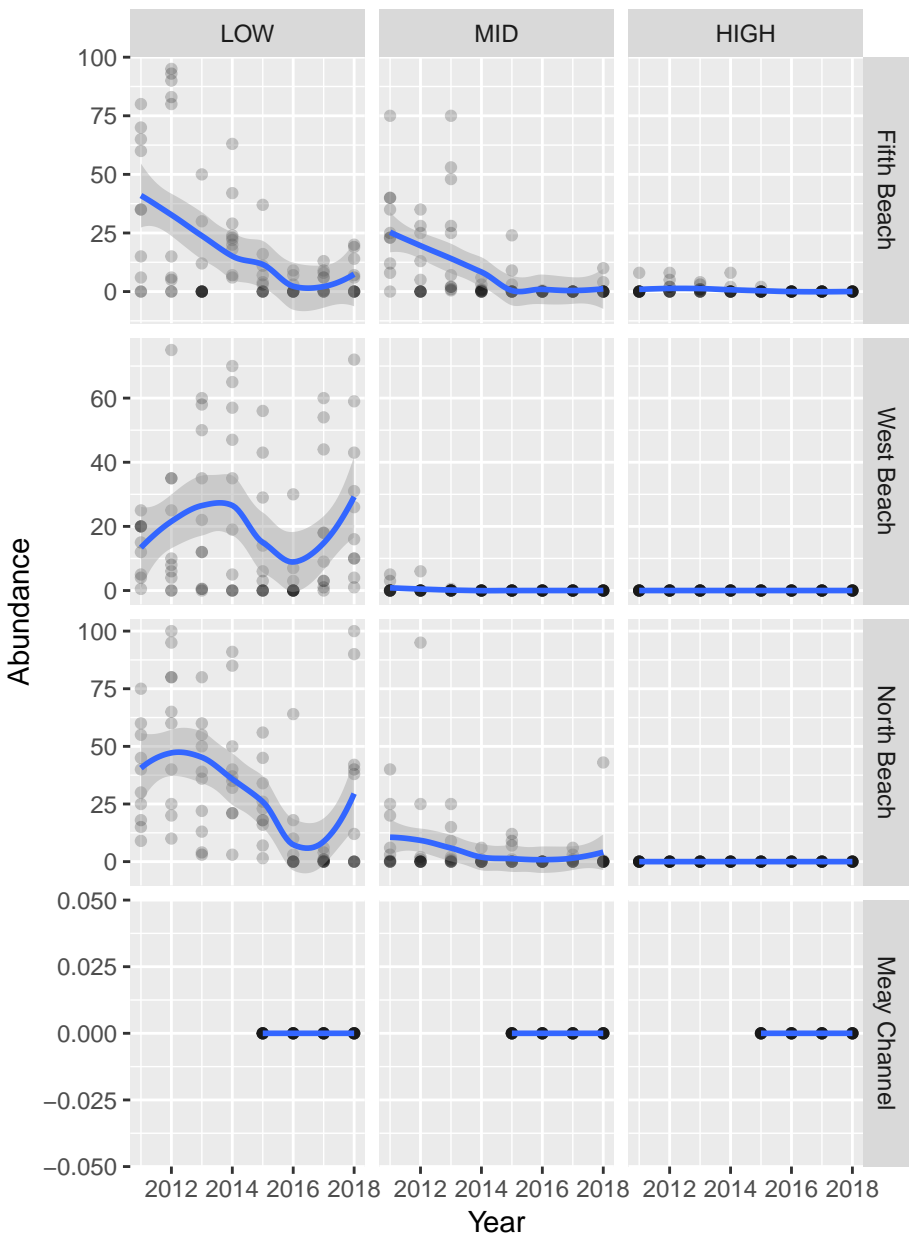 LOW MID HIGH
100
75
50
25
0
Fifth Beach
60
40
20
0
West Beach
100
75
50
25
0
North Beach
0.050
0.025
0.000
−0.025
−0.050
Meay Channel
Abundance
2012 2014 2016 2018 2012 2014 2016 2018 2012 2014 2016 2018
Year